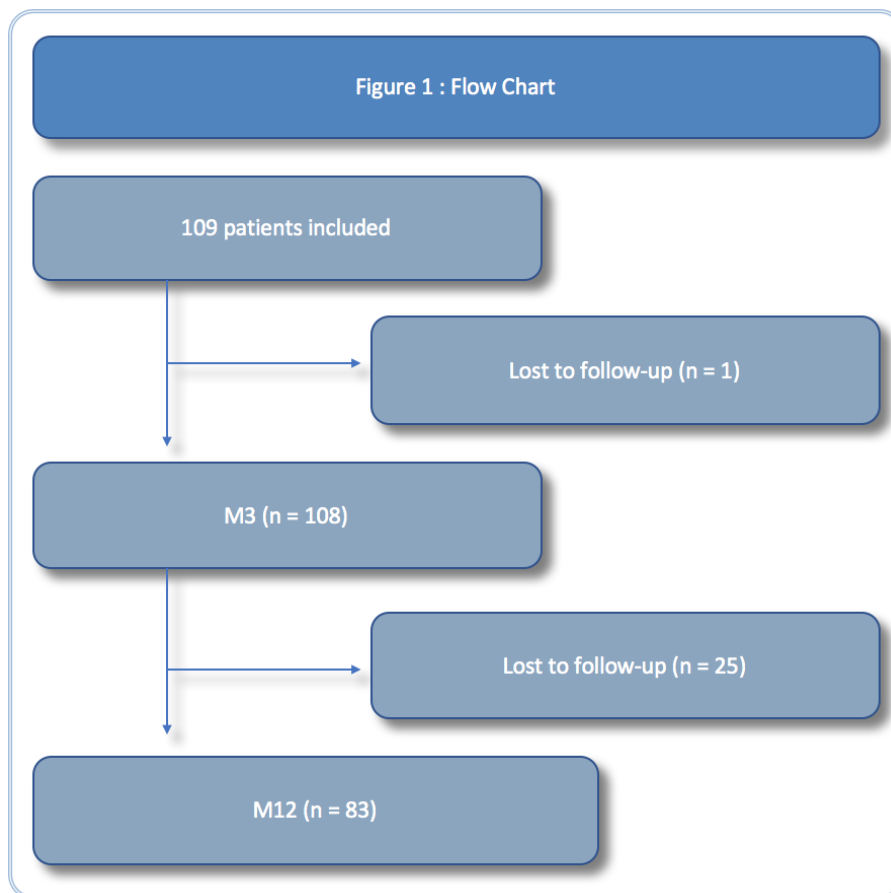 Figure 1 : Flow Chart
109 patients included
Lost to follow-up (n = 1)
M3 (n = 108)
Lost to follow-up (n = 25)
M12 (n = 83)